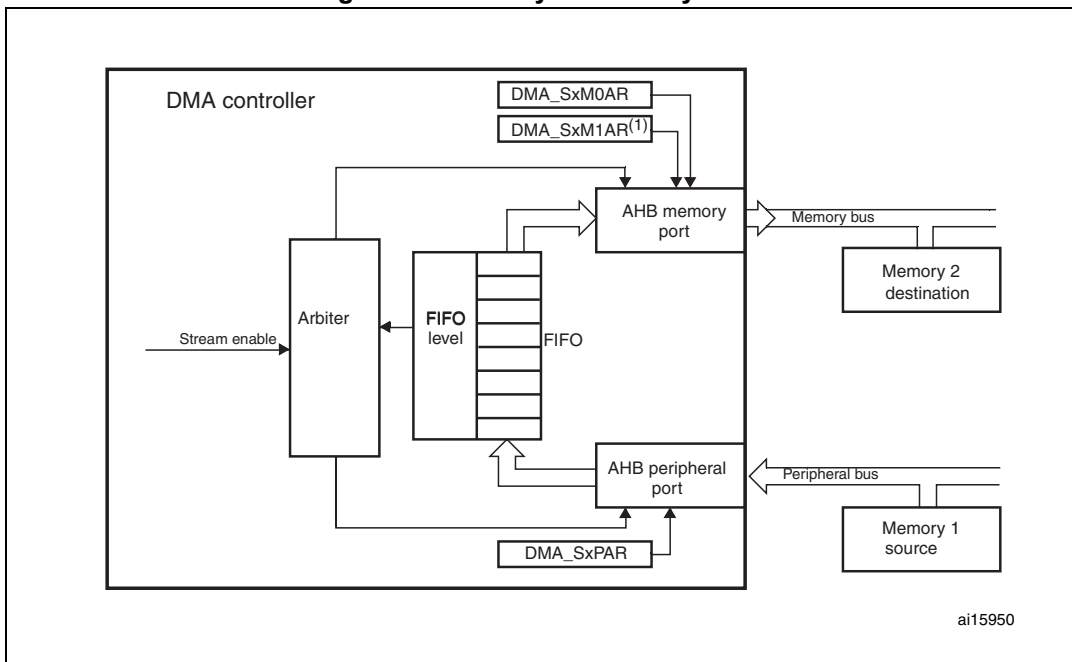 DMA controller
DMA_SxM0AR
DMA_SxM1AR(1)
AHB memory
port
Memory bus
Memory 2
destination
Arbiter
FIFO
level
FIFO
Stream enable
AHB peripheral
port
Peripheral bus
Memory 1
source
DMA_SxPAR
ai15950